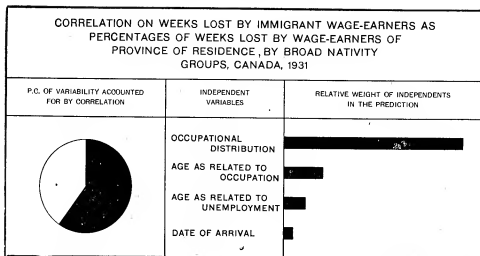 CORRELATION ON WEEKS LOST BY IMMIGRANT WAGE-EARNERS AS
PERCENTAGES OF WEEKS LOST BY WAGE-EARNERS OF
PROVINCE OF RESIDENCE, BY BROAD NATIVITY
GROUPS, CANADA, 1931
P.C. OF VARIABILITY ACCOUNTED
FOR BY CORRELATION
INDEPENDENT
VARIABLES
RELATIVE WEIGHT OF INDEPENDENTS
IN THE PREDICTION
OCCUPATIONAL
DISTRIBUTION
AGE AS RELATED TO
OCCUPATION
AGE AS RELATED TO
UNEMPLOYMENT
DATE OF ARRIVAL